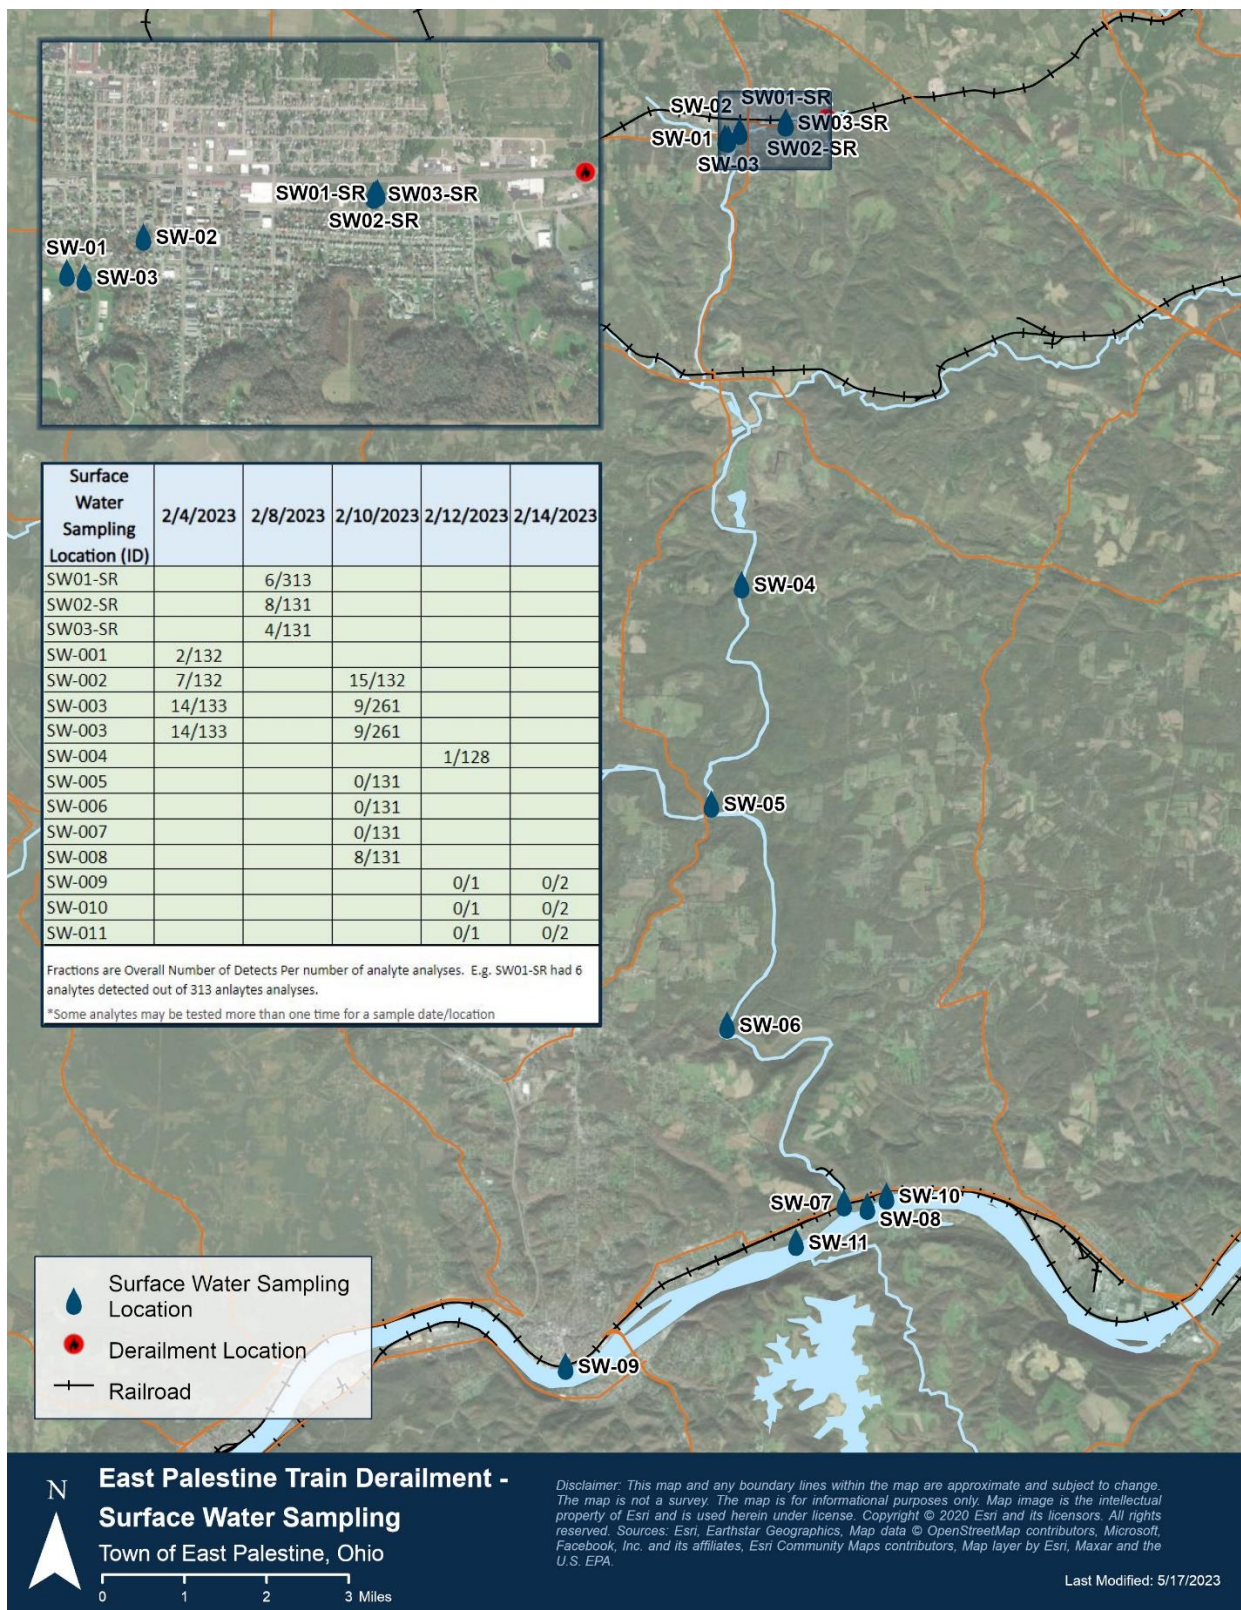 SW01-SR
SW03-SR
SW02-SR
SW-02
SW-01
SW-03
SW-02
SW01-SR
SW-01
SW03-SR
SW02-SR
SW-03
Surface
Water
Sampling
Location (ID)
2/4/2023 2/8/2023 2/10/2023 2/12/2023 2/14/2023
SW01-SR 6/313
SW02-SR 8/131
SW03-SR 4/131
SW-001 2/132
SW-002 7/132 15/132
SW-003 14/133 9/261
SW-003 14/133 9/261
SW-004 1/128
SW-005 0/131
SW-006 0/131
SW-007 0/131
SW-008 8/131
SW-009 0/1 0/2
SW-010 0/1 0/2
SW-011 0/1 0/2
Fractions are Overall Number of Detects Per number of analyte analyses. E.g. SW01-SR had 6
analytes detected out of 313 anlaytes analyses.
*Some analytes may be tested more than one time for a sample date/location
SW-04
SW-05
SW-06
SW-07
SW-10
SW-08
SW-11
SW-09
Surface Water Sampling
Location
Derailment Location
Railroad
N
East Palestine Train Derailment -
Surface Water Sampling
Town of East Palestine, Ohio
0 1 2 3 Miles
Disclaimer: This map and any boundary lines within the map are approximate and subject to change.
The map is not a survey. The map is for informational purposes only. Map image is the intellectual
property of Esri and is used herein under license. Copyright © 2020 Esri and its licensors. All rights
reserved. Sources: Esri, Earthstar Geographics, Map data © OpenStreetMap contributors, Microsoft,
Facebook, Inc. and its affiliates, Esri Community Maps contributors, Map layer by Esri, Maxar and the
U.S. EPA.
Last Modified: 5/17/2023